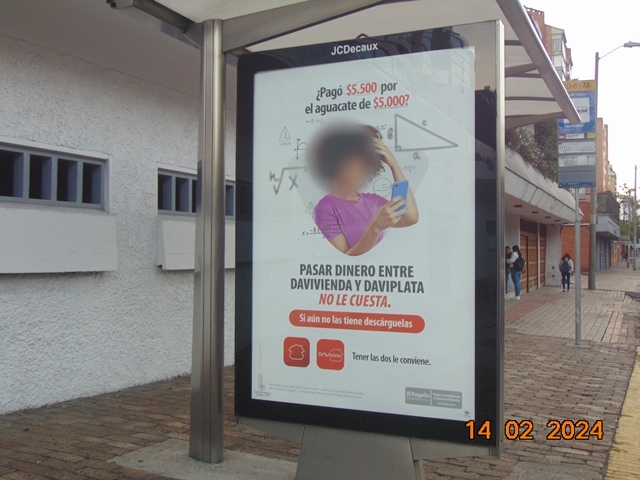 JCDecaux
¿Pagó $5.500 por
el aguacate de $5.000?
PASAR DINERO ENTRE
DAVIVIENDA Y DAVIPLATA
NO LE CUESTA.
Si aún no las tiene descárguelas
Tener las dos le conviene.
14 02 2024